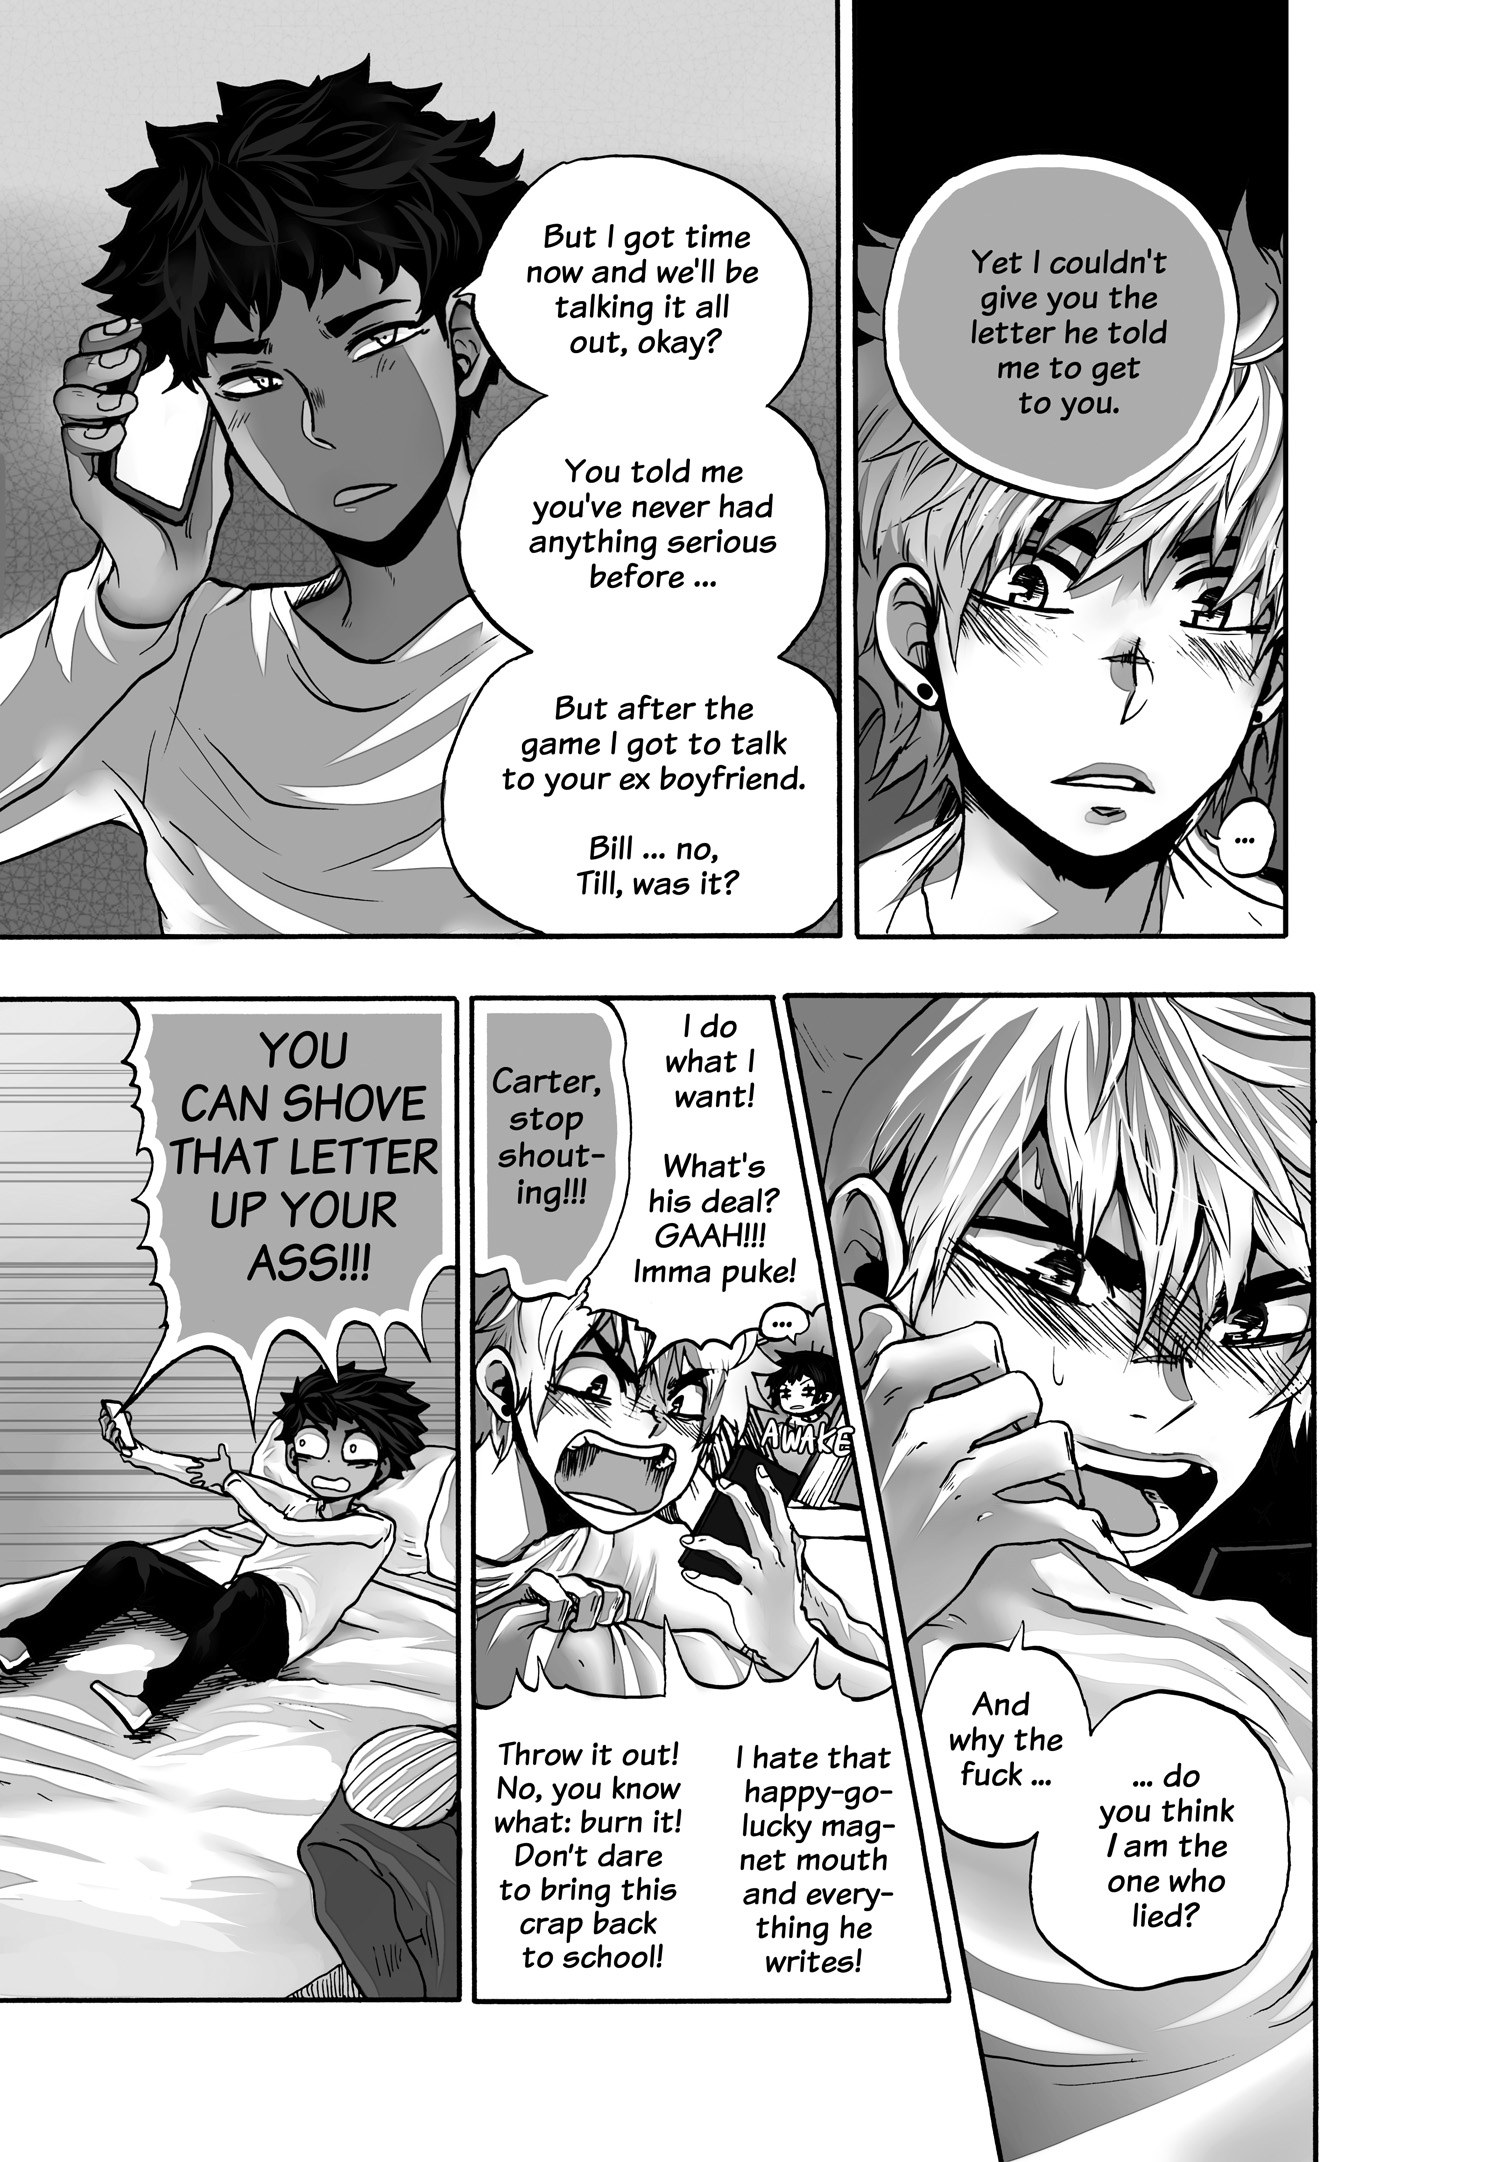 But I got time
now and we'll be
talking it all
out, okay?
You told me
you've never had
anything serious
before ...
But after the
game I got to talk
to your ex boyfriend.
Bill ... no,
Till, was it?
Yet I couldn't
give you the
letter he told
me to get
to you.
...
YOU
CAN SHOVE
THAT LETTER
UP YOUR
ASS!!!
Carter,
stop
shout-
ing!!!
I do
what I
want!
What's
his deal?
GAAH!!!
Imma puke!
...
AWAKE
Throw it out!
No, you know
what: burn it!
Don't dare
to bring this
crap back
to school!
I hate that
happy-go-
lucky mag-
net mouth
and every-
thing he
writes!
And
why the
fuck ...
... do
you think
I am the
one who
lied?